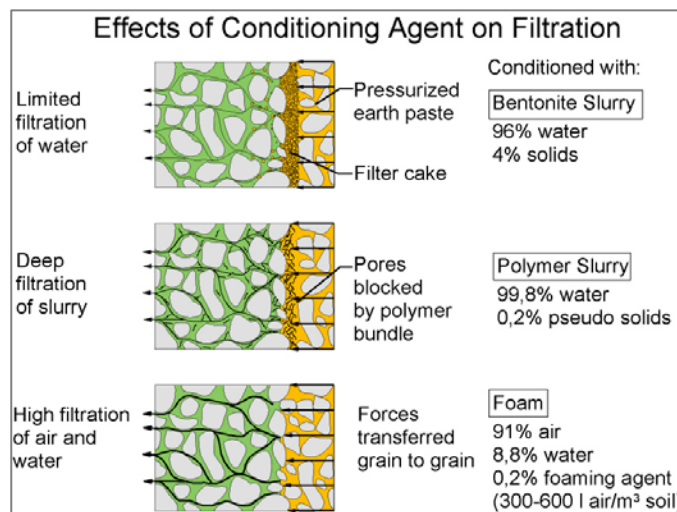 Effects of Conditioning Agent on Filtration
Limited
filtration
of water
Pressurized
earth paste
Filter cake
Conditioned with:
Bentonite Slurry
96% water
4% solids
Deep
filtration
of slurry
Pores
blocked
by polymer
bundle
Polymer Slurry
99,8% water
0,2% pseudo solids
High filtration
of air and
water
Forces
transferred
grain to grain
Foam
91% air
8,8% water
0,2% foaming agent
(300-600 l air/m³ soil)